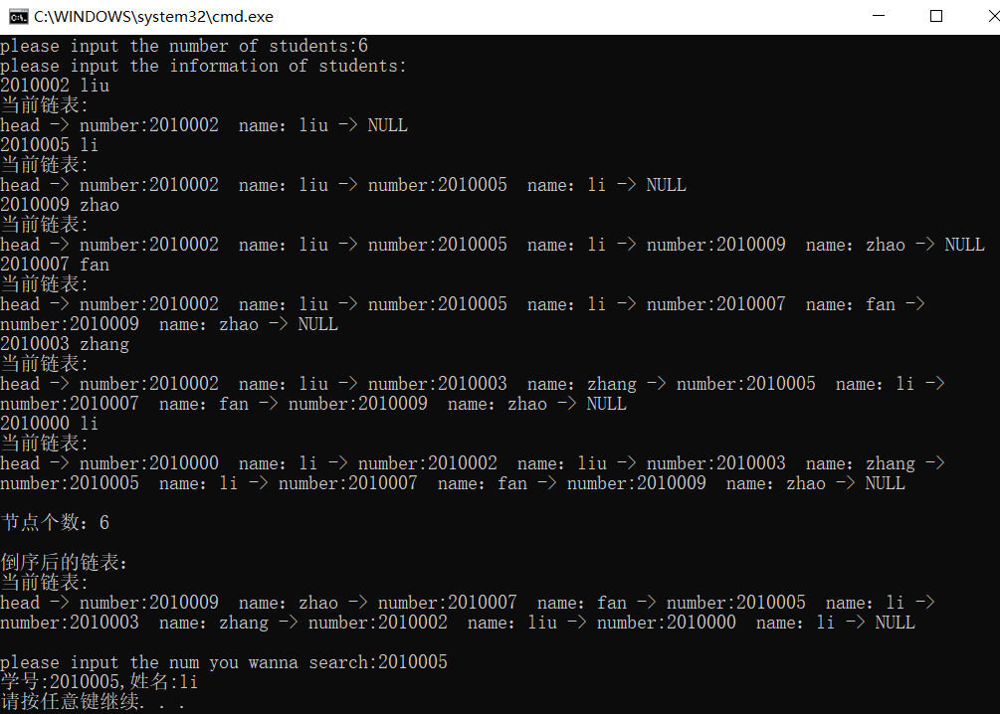 C:\WINDOWS\system32\cmd.exe
please input the number of students:6
please input the information of students:
2010002 liu
当前链表:
head -> number:2010002  name: liu -> NULL
2010005 li
当前链表:
head -> number:2010002  name: liu -> number:2010005  name: li -> NULL
2010009 zhao
当前链表:
head -> number:2010002  name: liu -> number:2010005  name: li -> number:2010009  name: zhao -> NULL
2010007 fan
当前链表:
head -> number:2010002  name: liu -> number:2010005  name: li -> number:2010007  name: fan ->
number:2010009  name: zhao -> NULL
2010003 zhang
当前链表:
head -> number:2010002  name: liu -> number:2010003  name: zhang -> number:2010005  name: li ->
number:2010007  name: fan -> number:2010009  name: zhao -> NULL
2010000 li
当前链表:
head -> number:2010000  name: li -> number:2010002  name: liu -> number:2010003  name: zhang ->
number:2010005  name: li -> number:2010007  name: fan -> number:2010009  name: zhao -> NULL
节点个数: 6
倒序后的链表:
当前链表:
head -> number:2010009  name: zhao -> number:2010007  name: fan -> number:2010005  name: li ->
number:2010003  name: zhang -> number:2010002  name: liu -> number:2010000  name: li -> NULL
please input the num you wanna search:2010005
学号:2010005,姓名:li
请按任意键继续. . .